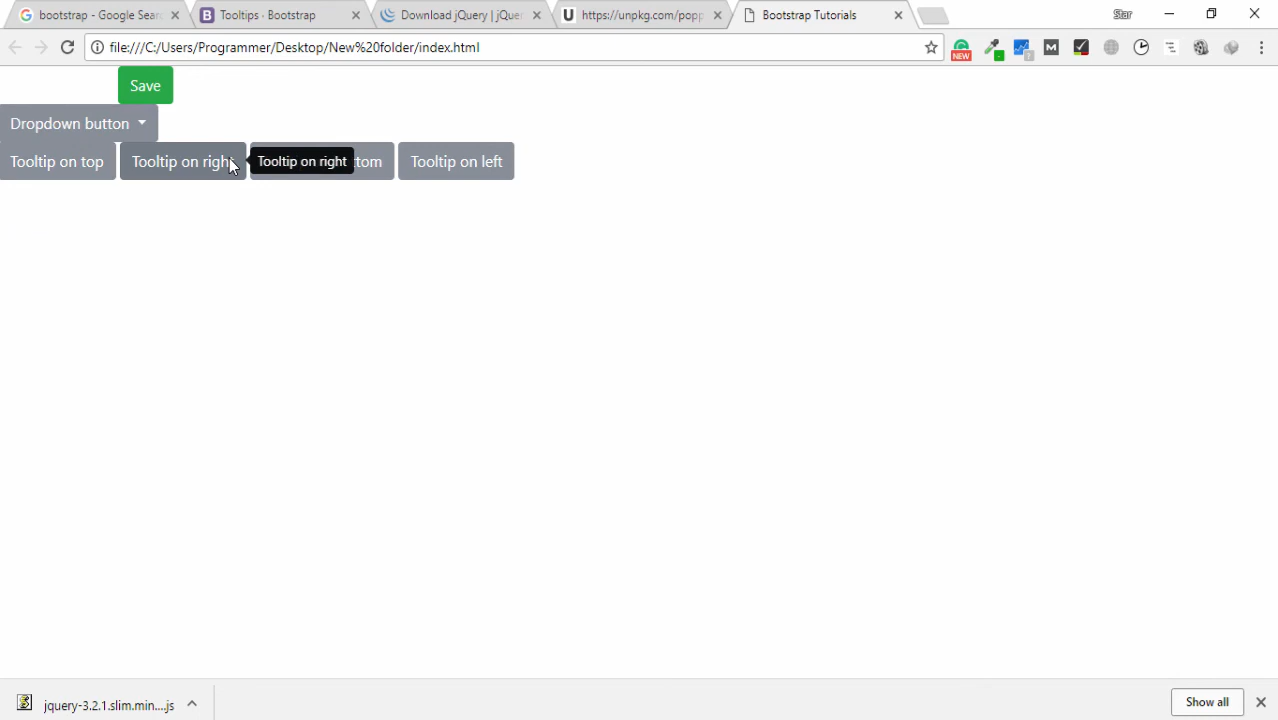 bootstrap - Google Sear
Tooltips · Bootstrap
Download jQuery | jQue
https://unpkg.com/popp
Bootstrap Tutorials
Star
file:///C:/Users/Programmer/Desktop/New%20folder/index.html
NEW
Save
Dropdown button
Tooltip on top
Tooltip on right
Tooltip on right
tom
Tooltip on left
jquery-3.2.1.slim.min....js
Show all